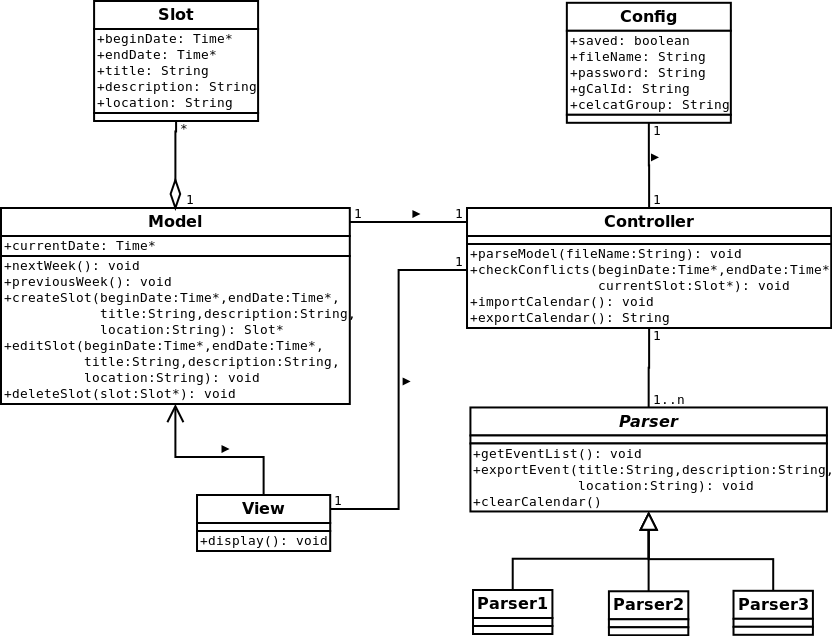 Slot
+beginDate: Time*
+endDate: Time*
+title: String
+description: String
+location: String
*
1
Config
+saved: boolean
+fileName: String
+password: String
+gCalId: String
+celcatGroup: String
1
1
Model
+currentDate: Time*
+nextWeek(): void
+previousWeek(): void
+createSlot(beginDate:Time*,endDate:Time*,
title:String,description:String,
location:String): Slot*
+editSlot(beginDate:Time*,endDate:Time*,
title:String,description:String,
location:String): void
+deleteSlot(slot:Slot*): void
1
1
1
Controller
+parseModel(fileName:String): void
+checkConflicts(beginDate:Time*,endDate:Time*
currentSlot:Slot*): void
+importCalendar(): void
+exportCalendar(): String
1
1..n
Parser
+getEventList(): void
+exportEvent(title:String,description:String,
location:String): void
+clearCalendar()
View
+display(): void
1
Parser1
Parser2
Parser3